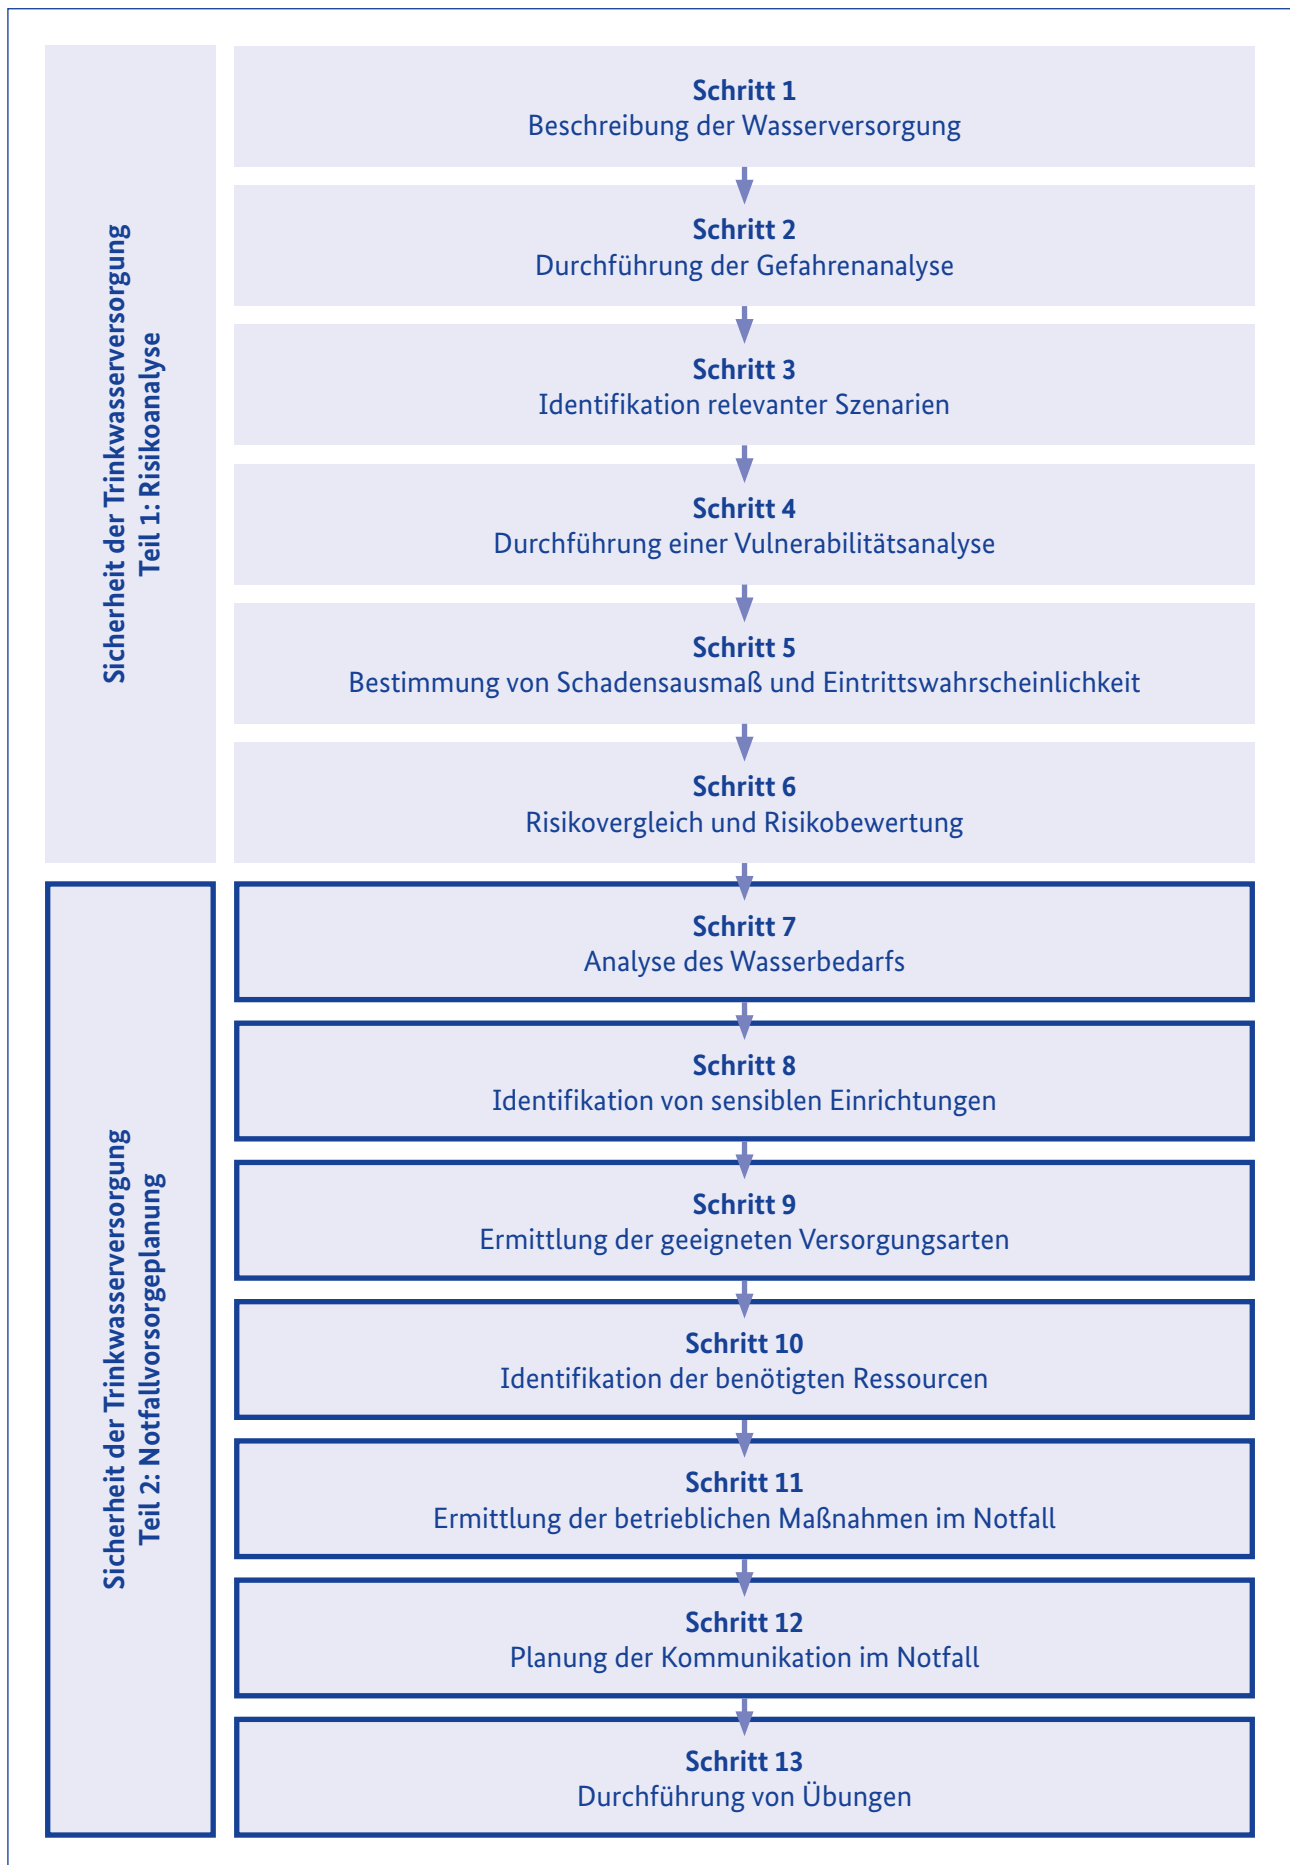 Sicherheit der Trinkwasserversorgung
Teil 1: Risikoanalyse
Schritt 1
Beschreibung der Wasserversorgung
Schritt 2
Durchführung der Gefahrenanalyse
Schritt 3
Identifikation relevanter Szenarien
Schritt 4
Durchführung einer Vulnerabilitätsanalyse
Schritt 5
Bestimmung von Schadensausmaß und Eintrittswahrscheinlichkeit
Schritt 6
Risikovergleich und Risikobewertung
Sicherheit der Trinkwasserversorgung
Teil 2: Notfallvorsorgeplanung
Schritt 7
Analyse des Wasserbedarfs
Schritt 8
Identifikation von sensiblen Einrichtungen
Schritt 9
Ermittlung der geeigneten Versorgungsarten
Schritt 10
Identifikation der benötigten Ressourcen
Schritt 11
Ermittlung der betrieblichen Maßnahmen im Notfall
Schritt 12
Planung der Kommunikation im Notfall
Schritt 13
Durchführung von Übungen